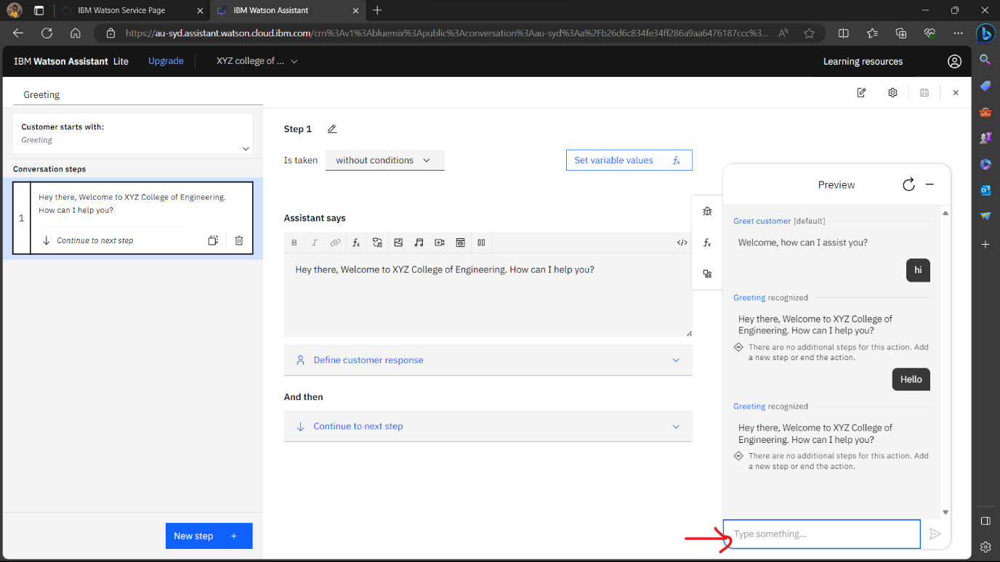 IBM Watson Service Page
IBM Watson Assistant
https://au-syd.assistant.watson.cloud.ibm.com/crn%3Av1%3Abluemix%3Apublic%3Aconversation%3Aau-syd%3Aa%2Fb26d6c834fe34ff286a9aa6476187ccc%3...
IBM Watson Assistant Lite
Upgrade
XYZ college of ...
Learning resources
Greeting
Customer starts with:
Greeting
Conversation steps
1
Hey there, Welcome to XYZ College of Engineering.
How can I help you?
Continue to next step
New step +
Step 1
Is taken
without conditions
Set variable values
Assistant says
Hey there, Welcome to XYZ College of Engineering. How can I help you?
Define customer response
And then
Continue to next step
Preview
Greet customer [default]
Welcome, how can I assist you?
hi
Greeting recognized
Hey there, Welcome to XYZ College of
Engineering. How can I help you?
There are no additional steps for this action. Add
a new step or end the action.
Hello
Greeting recognized
Hey there, Welcome to XYZ College of
Engineering. How can I help you?
There are no additional steps for this action. Add
a new step or end the action.
Type something...